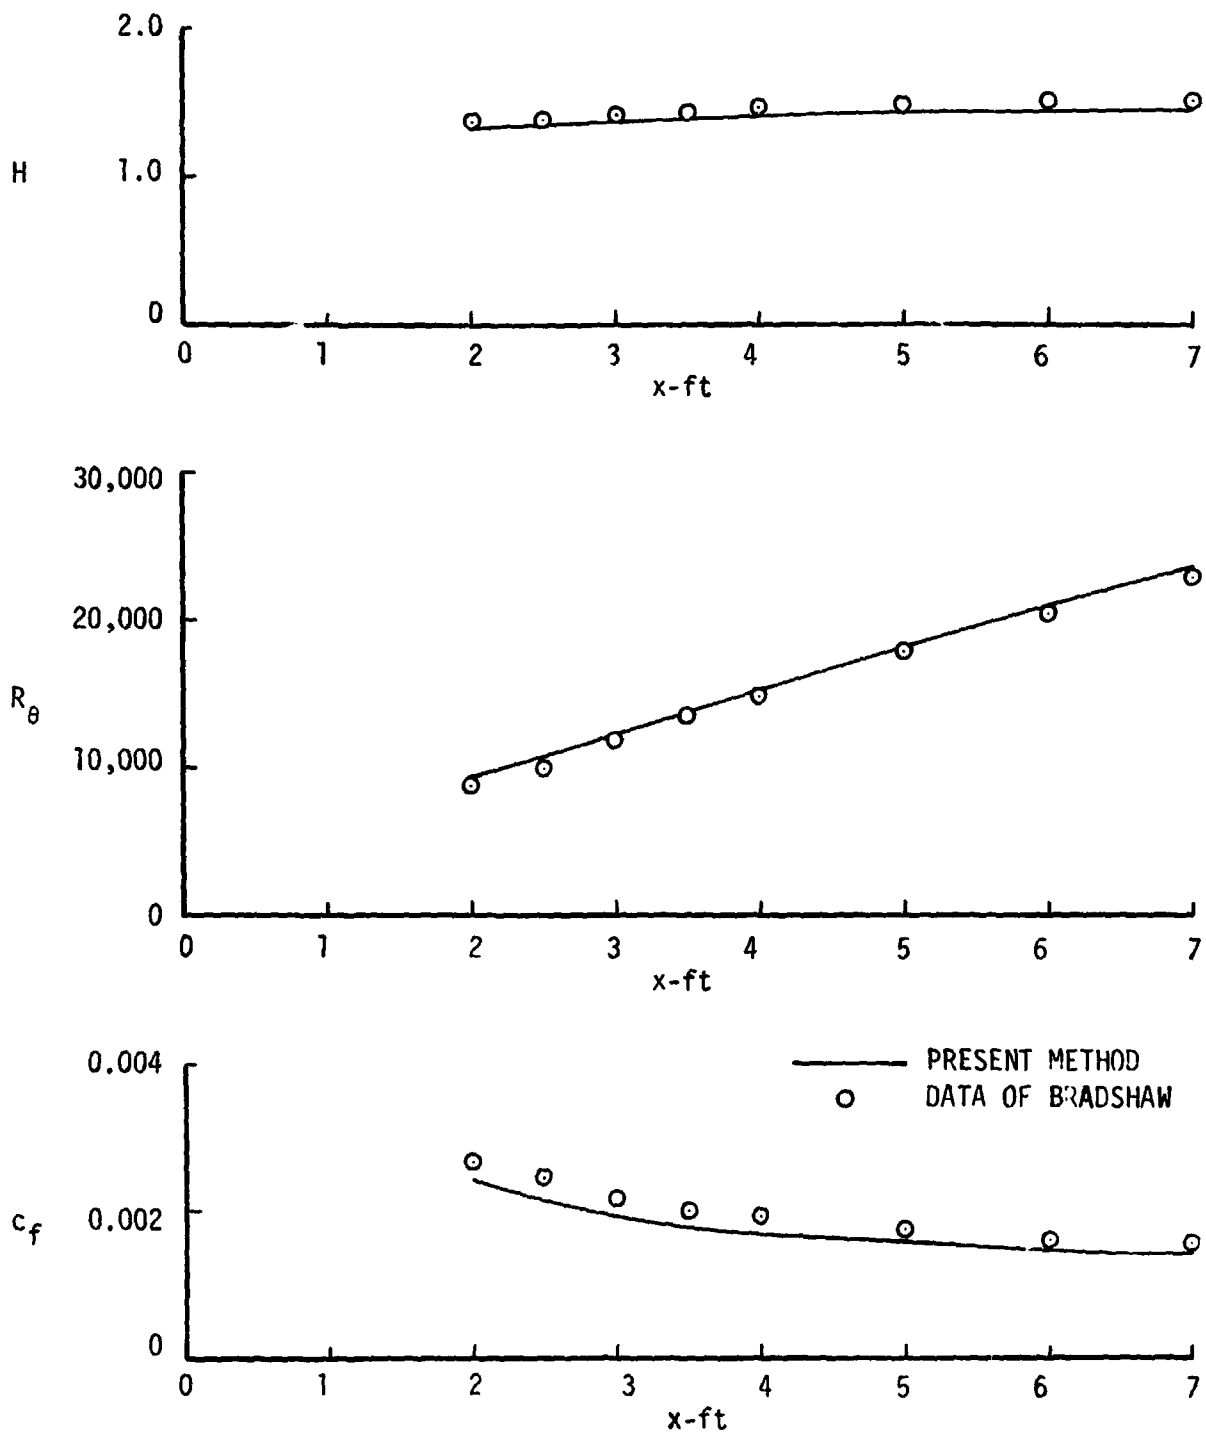 2.0
H
1.0
0
0 1 2 3 4 5 6 7
x-ft
30,000
20,000
R_θ
10,000
0
0 1 2 3 4 5 6 7
x-ft
0.004
PRESENT METHOD
DATA OF BRADSHAW
c_f
0.002
0
0 1 2 3 4 5 6 7
x-ft